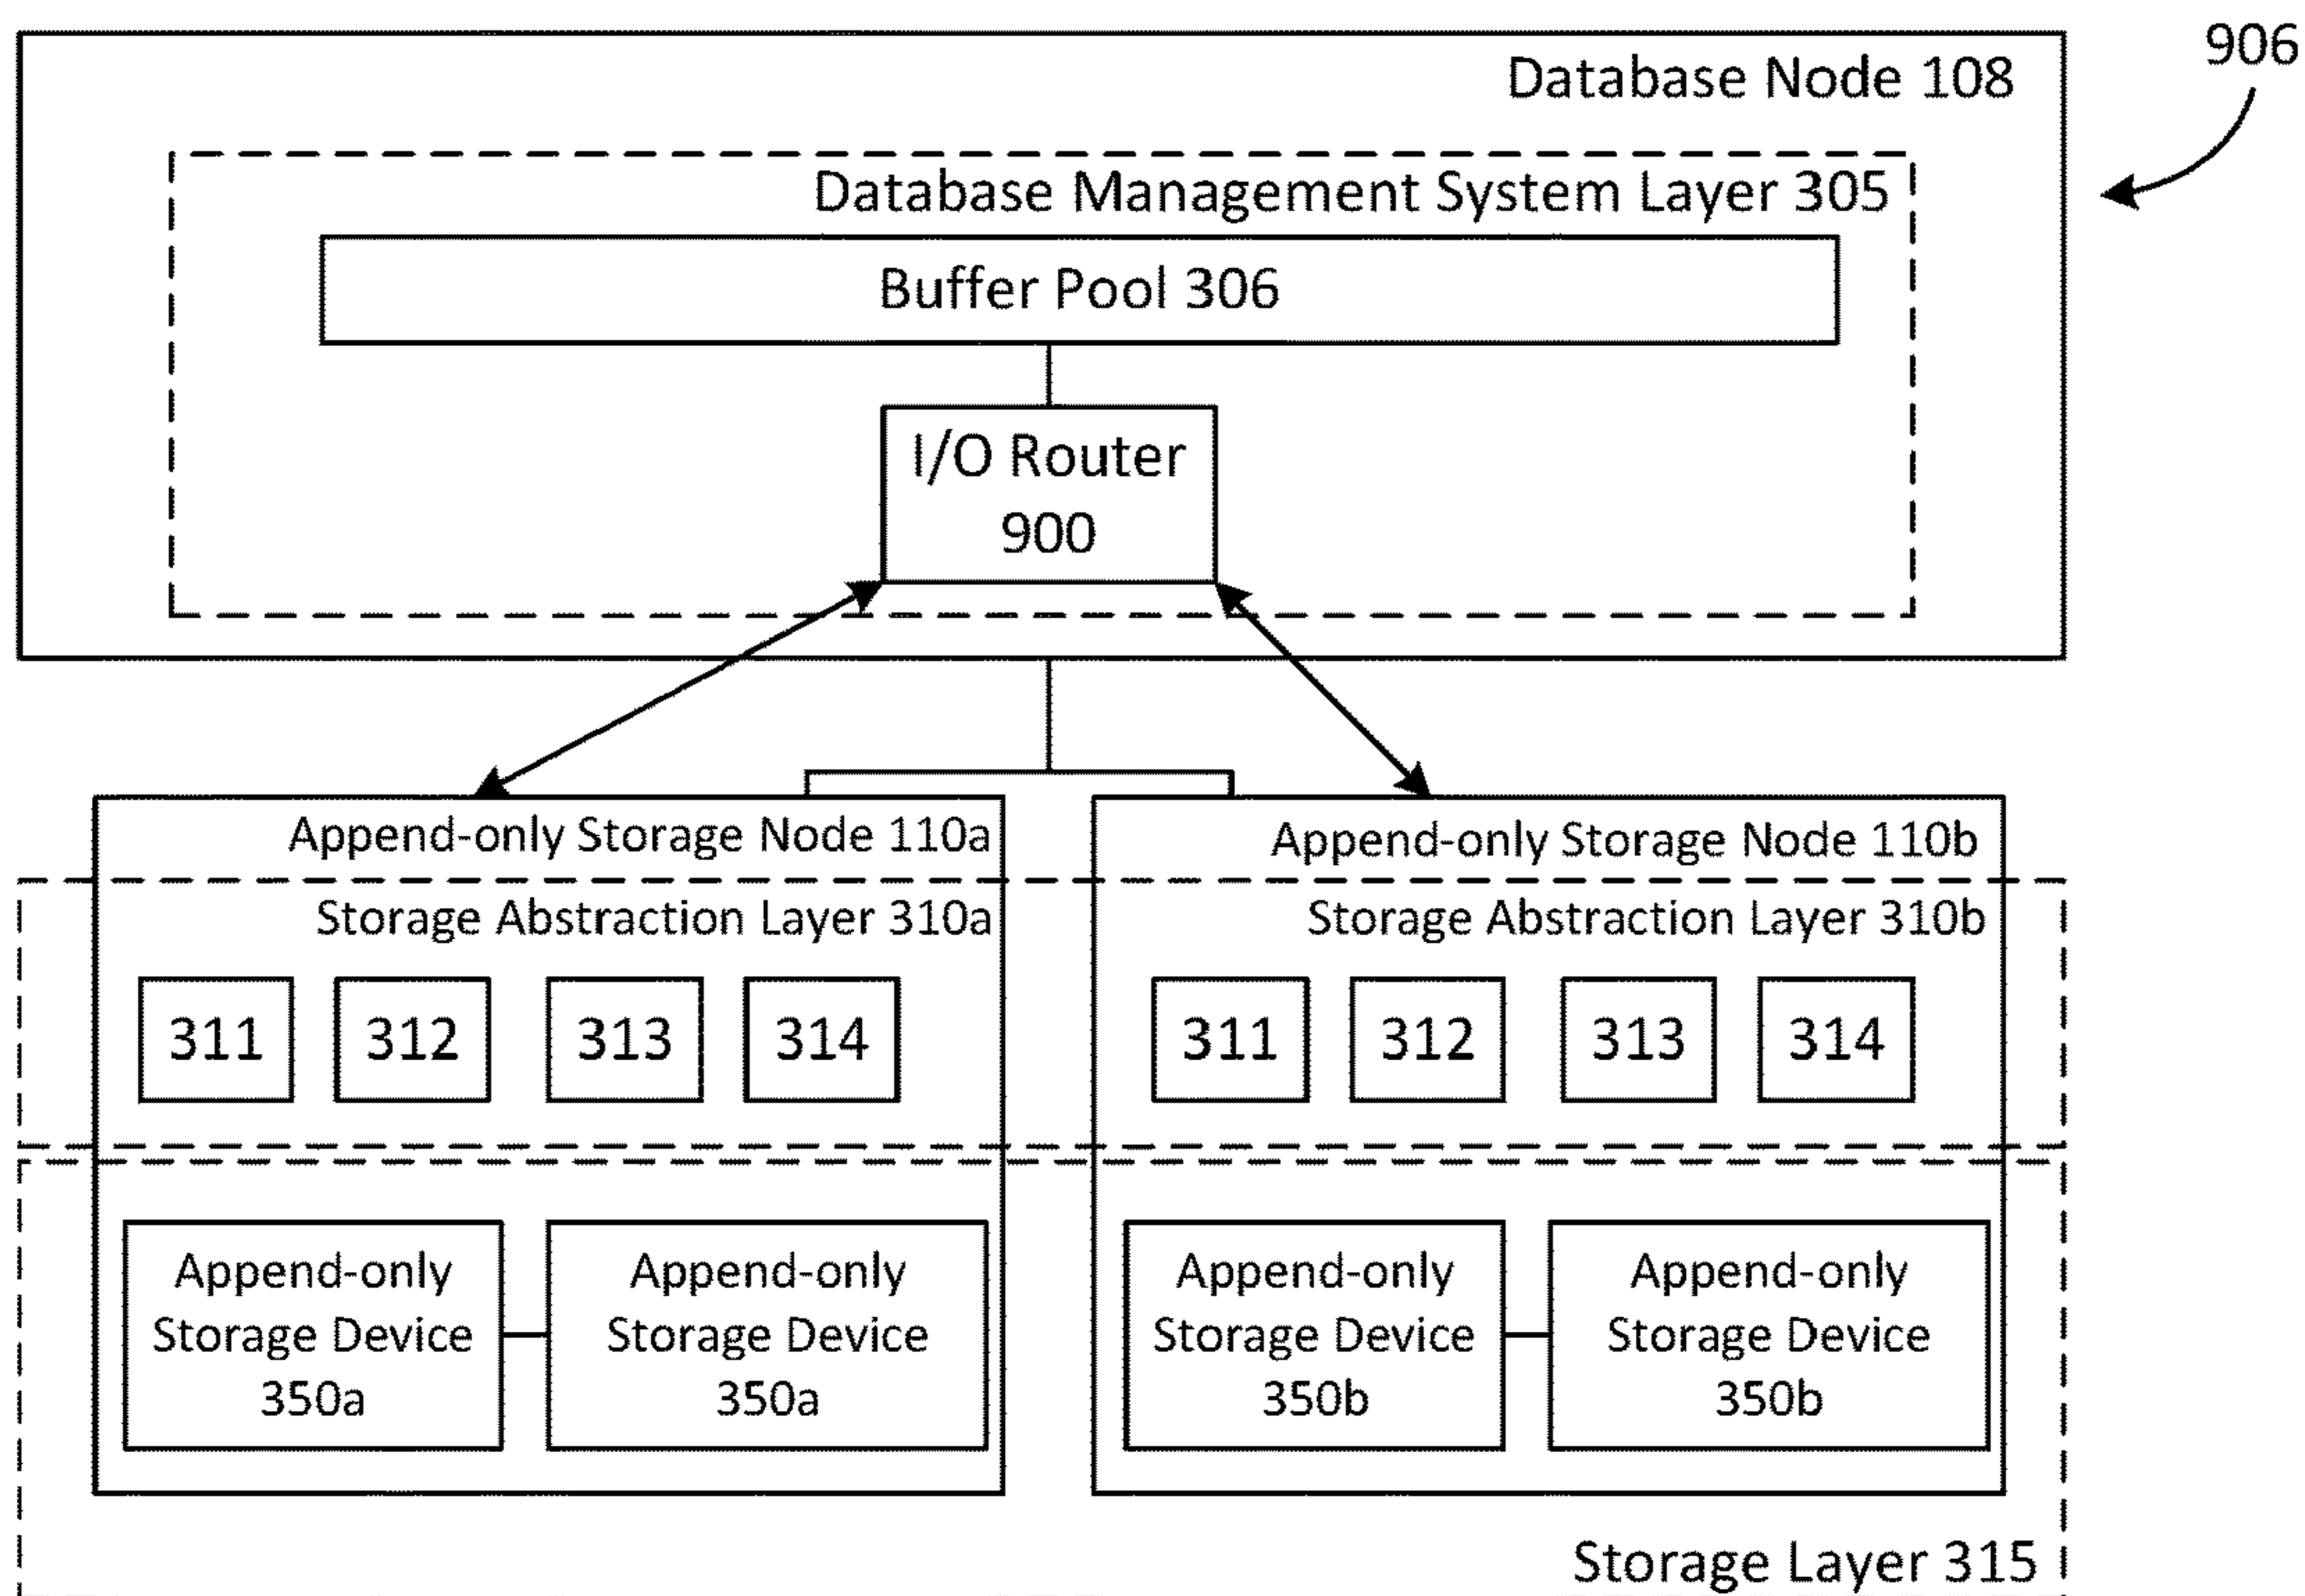 906
Database Node 108
Database Management System Layer 305
Buffer Pool 306
I/O Router
900
Append-only Storage Node 110a
Storage Abstraction Layer 310a
311 312 313 314
Append-only
Storage Device
350a
Append-only
Storage Device
350a
Append-only Storage Node 110b
Storage Abstraction Layer 310b
311 312 313 314
Append-only
Storage Device
350b
Append-only
Storage Device
350b
Storage Layer 315